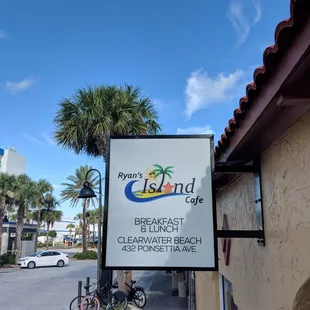 Ryan's
Island
Cafe
BREAKFAST
& LUNCH
CLEARWATER BEACH
432 POINSETTIA AVE.